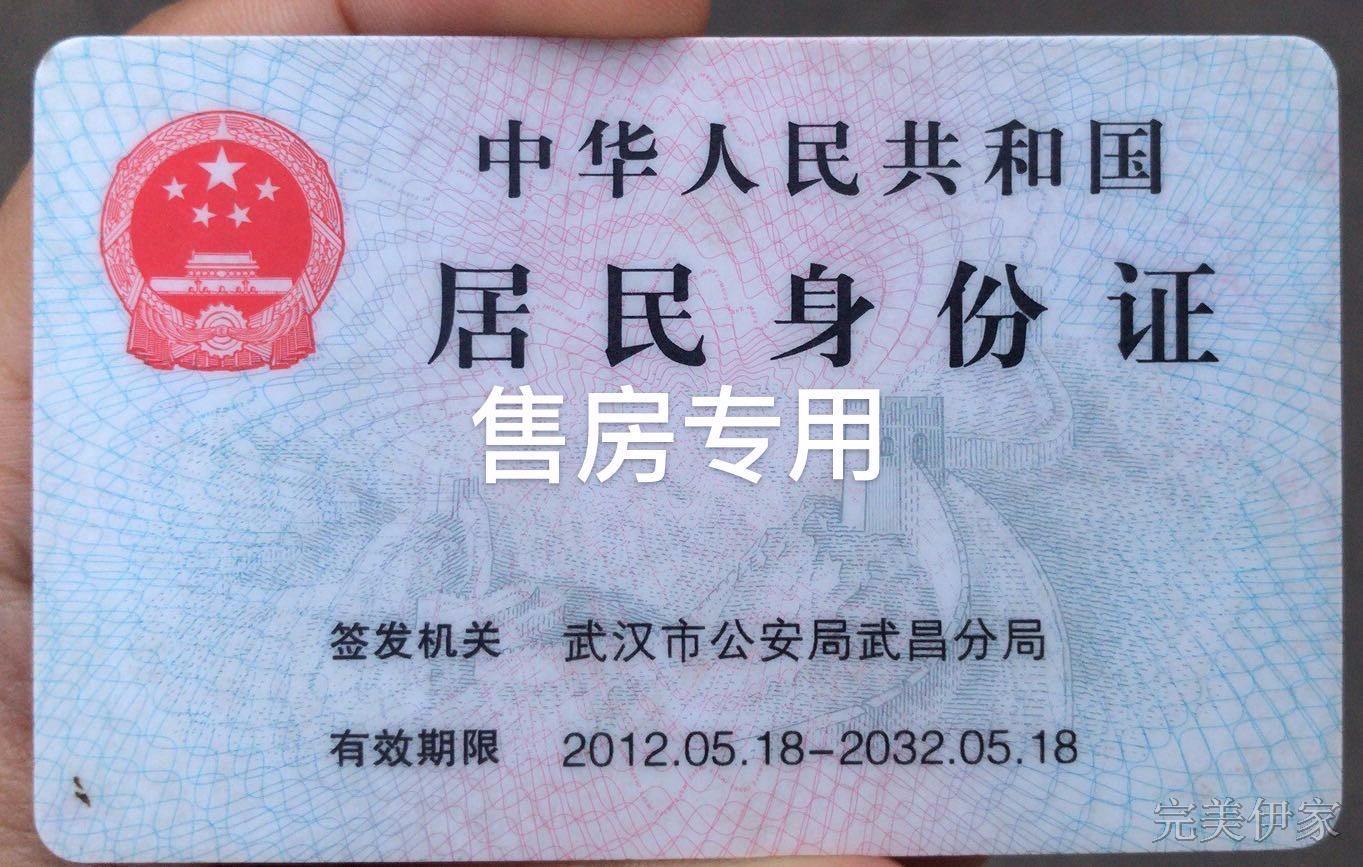 中华人民共和国
居民身份证
售房专用
签发机关 武汉市公安局武昌分局
有效期限 2012.05.18-2032.05.18
完美伊家